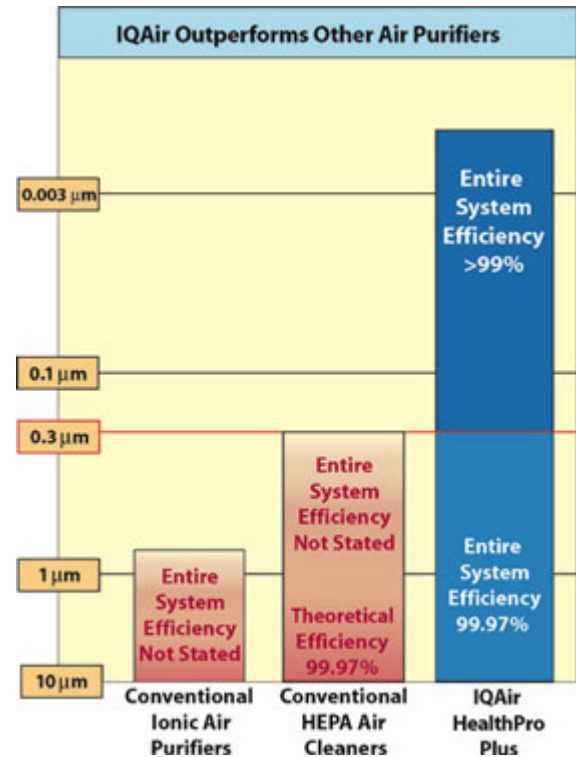 IQAir Outperforms Other Air Purifiers
0.003 µm
0.1 µm
0.3 µm
1 µm
10 µm
Entire
System
Efficiency
Not Stated
Entire
System
Efficiency
Not Stated
Theoretical
Efficiency
99.97%
Entire
System
Efficiency
>99%
Entire
System
Efficiency
99.97%
Conventional
Ionic Air
Purifiers
Conventional
HEPA Air
Cleaners
IQAir
HealthPro
Plus